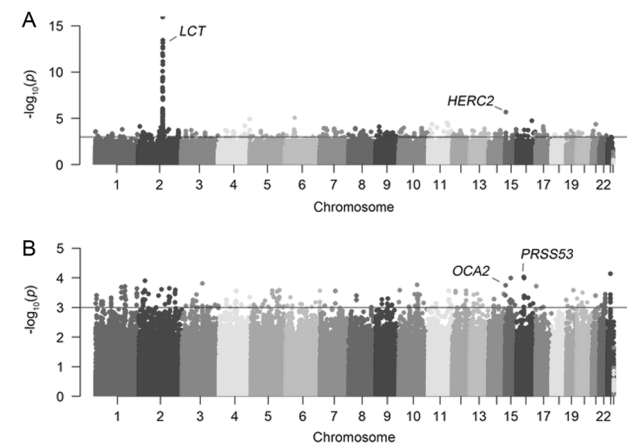 A
-log10(p)
15
10
5
0
LCT
HERC2
1 2 3 4 5 6 7 8 9 10 11 13 15 17 19 22
Chromosome
B
-log10(p)
5
4
3
2
1
0
OCA2
PRSS53
1 2 3 4 5 6 7 8 9 10 11 13 15 17 19 22
Chromosome